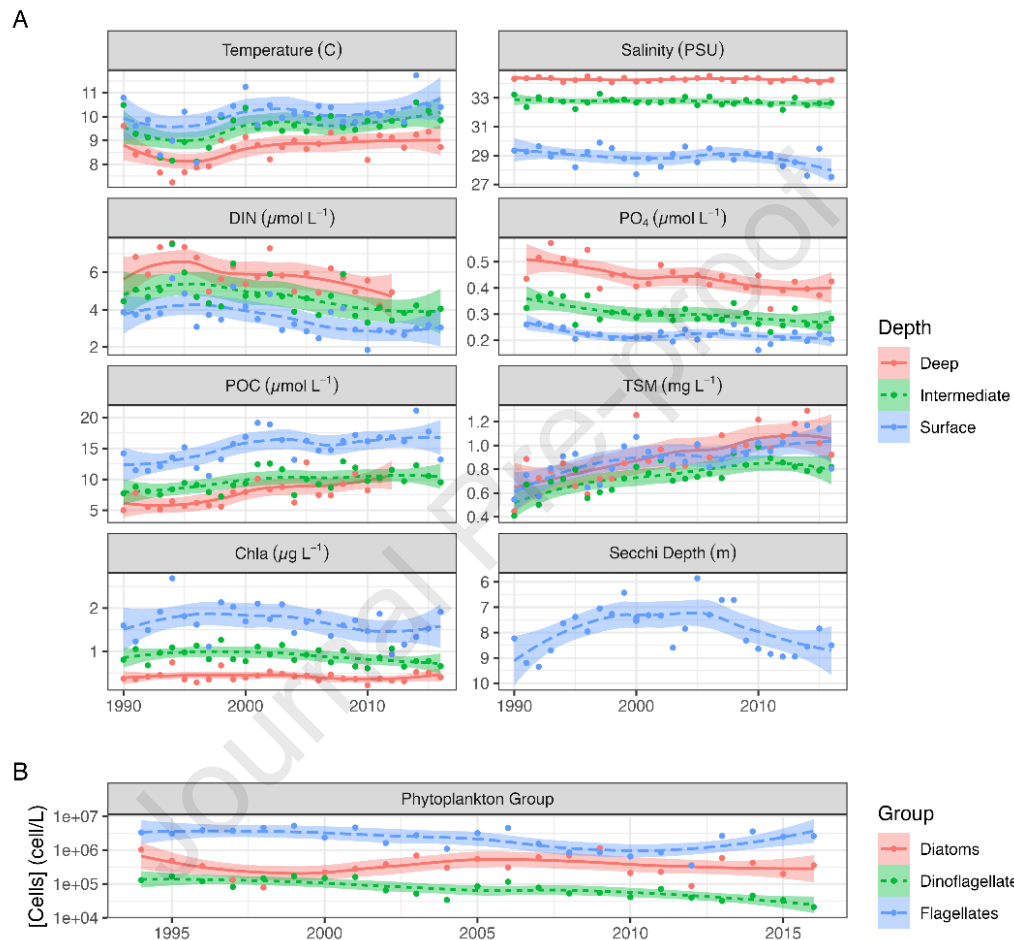 A
Temperature (C)
Salinity (PSU)
11
10
9
8
33
31
29
27
DIN (µmol L⁻¹)
PO₄ (µmol L⁻¹)
6
4
2
0.5
0.4
0.3
0.2
POC (µmol L⁻¹)
TSM (mg L⁻¹)
20
15
10
5
1.2
1.0
0.8
0.6
0.4
Chla (µg L⁻¹)
Secchi Depth (m)
2
1
6
7
8
9
10
1990
2000
2010
1990
2000
2010
Depth
Deep
Intermediate
Surface
Journal Pre-proof
B
Phytoplankton Group
[Cells] (cell/L)
1e+07
1e+06
1e+05
1e+04
1995
2000
2005
2010
2015
Group
Diatoms
Dinoflagellate
Flagellates